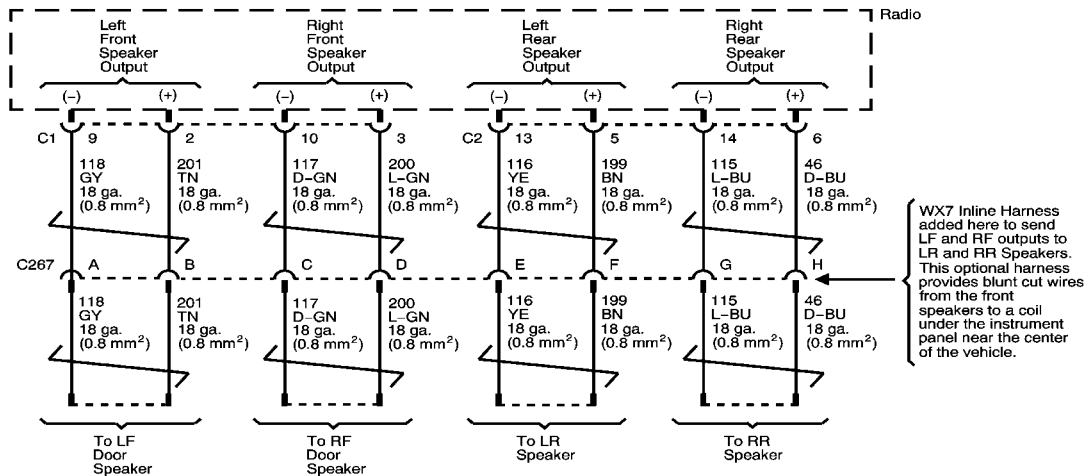 Radio
Left
Front
Speaker
Output
Right
Front
Speaker
Output
Left
Rear
Speaker
Output
Right
Rear
Speaker
Output
(-) (+) (-) (+) (-) (+) (-) (+)
C1 9 2 10 3 C2 13 5 14 6
118
GY
18 ga.
(0.8 mm²)
201
TN
18 ga.
(0.8 mm²)
117
D-GN
18 ga.
(0.8 mm²)
200
L-GN
18 ga.
(0.8 mm²)
116
YE
18 ga.
(0.8 mm²)
199
BN
18 ga.
(0.8 mm²)
115
L-BU
18 ga.
(0.8 mm²)
46
D-BU
18 ga.
(0.8 mm²)
WX7 Inline Harness
added here to send
LF and RF outputs to
LR and RR Speakers.
This optional harness
provides blunt cut wires
from the front
speakers to a coil
under the instrument
panel near the center
of the vehicle.
C267 A B C D E F G H
118
GY
18 ga.
(0.8 mm²)
201
TN
18 ga.
(0.8 mm²)
117
D-GN
18 ga.
(0.8 mm²)
200
L-GN
18 ga.
(0.8 mm²)
116
YE
18 ga.
(0.8 mm²)
199
BN
18 ga.
(0.8 mm²)
115
L-BU
18 ga.
(0.8 mm²)
46
D-BU
18 ga.
(0.8 mm²)
To LF
Door
Speaker
To RF
Door
Speaker
To LR
Speaker
To RR
Speaker